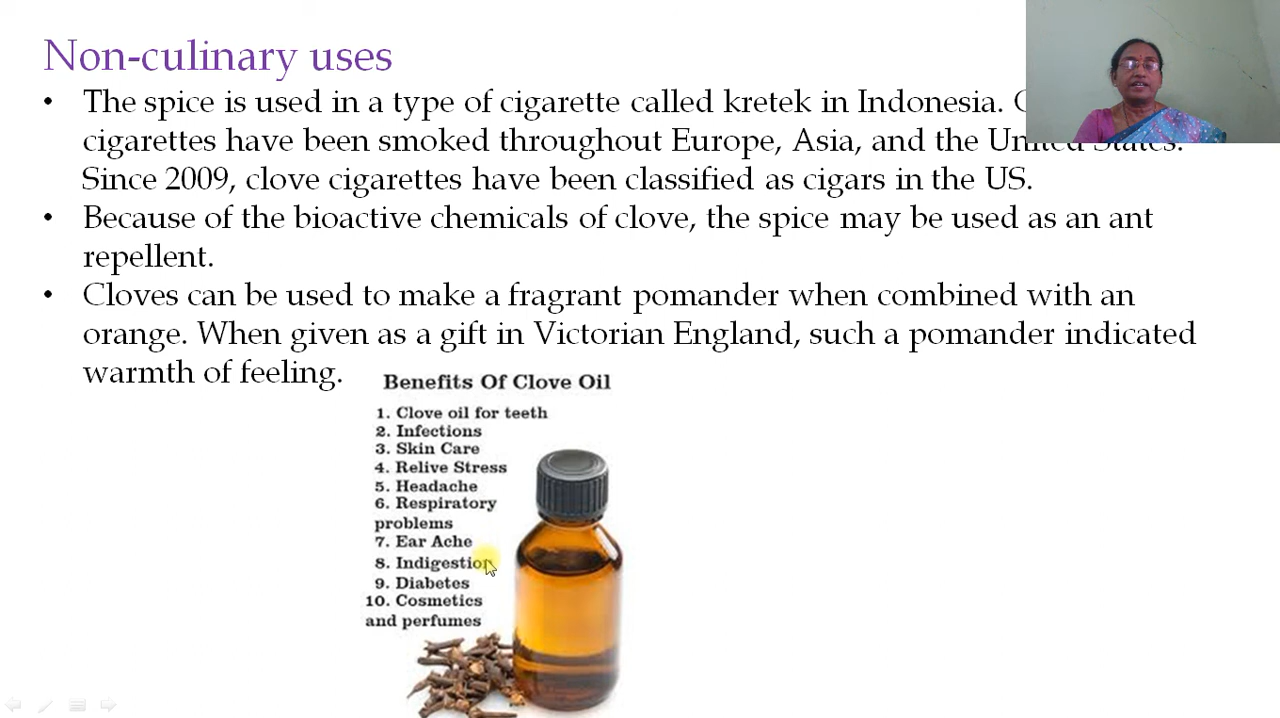 Non-culinary uses
• The spice is used in a type of cigarette called kretek in Indonesia.
cigarettes have been smoked throughout Europe, Asia, and the United States.
Since 2009, clove cigarettes have been classified as cigars in the US.
• Because of the bioactive chemicals of clove, the spice may be used as an ant
repellent.
• Cloves can be used to make a fragrant pomander when combined with an
orange. When given as a gift in Victorian England, such a pomander indicated
warmth of feeling.
Benefits Of Clove Oil
1. Clove oil for teeth
2. Infections
3. Skin Care
4. Relive Stress
5. Headache
6. Respiratory
problems
7. Ear Ache
8. Indigestion
9. Diabetes
10. Cosmetics
and perfumes